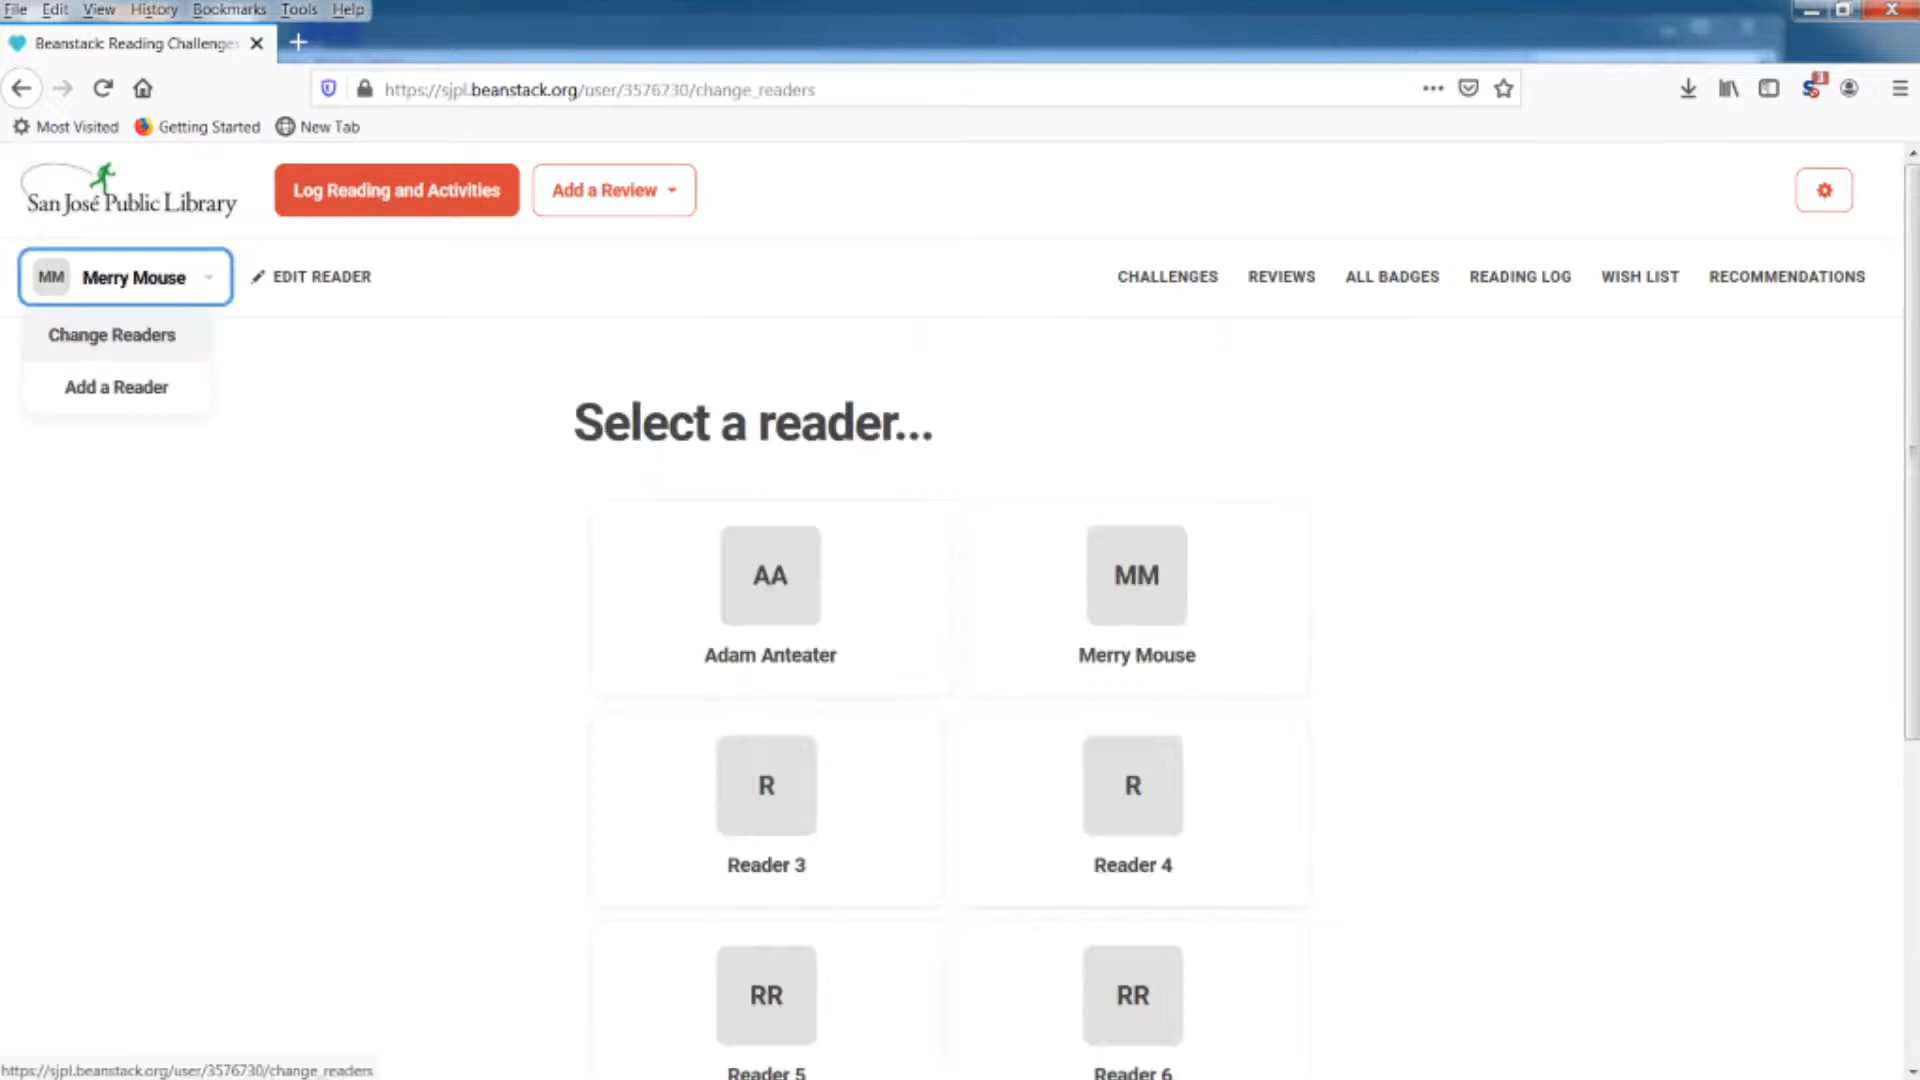 File Edit View History Bookmarks Tools Help
Beanstack Reading Challenges
https://sjpl.beanstack.org/user/3576730/change_readers
Most Visited Getting Started New Tab
San José Public Library
Log Reading and Activities
Add a Review
MM Merry Mouse
EDIT READER
CHALLENGES REVIEWS ALL BADGES READING LOG WISH LIST RECOMMENDATIONS
Change Readers
Add a Reader
Select a reader...
AA
Adam Anteater
MM
Merry Mouse
R
Reader 3
R
Reader 4
RR
Reader 5
RR
Reader 6
https://sjpl.beanstack.org/user/3576730/change_readers